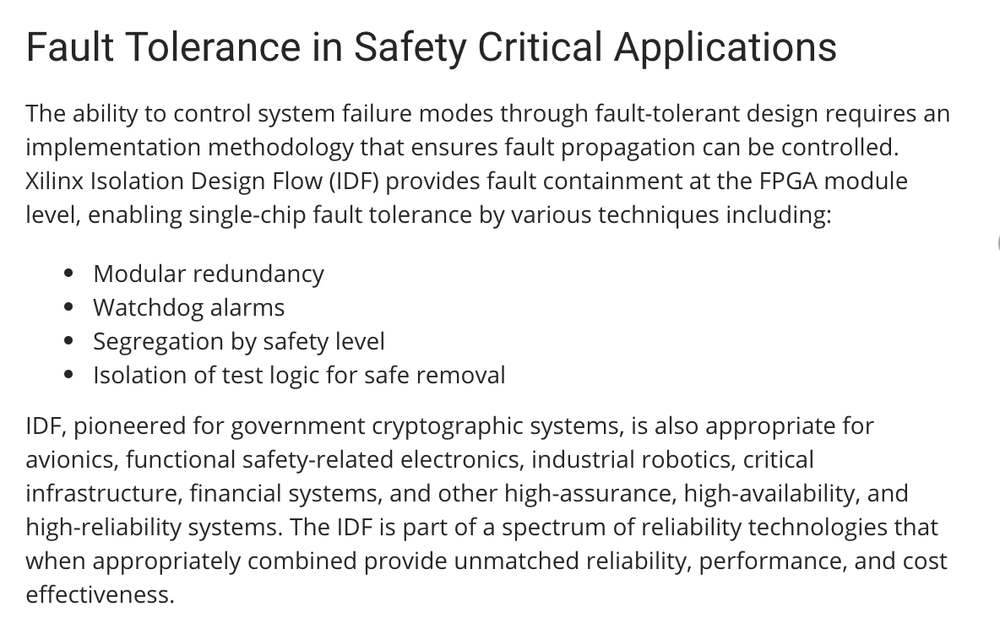 Fault Tolerance in Safety Critical Applications
The ability to control system failure modes through fault-tolerant design requires an
implementation methodology that ensures fault propagation can be controlled.
Xilinx Isolation Design Flow (IDF) provides fault containment at the FPGA module
level, enabling single-chip fault tolerance by various techniques including:
• Modular redundancy
• Watchdog alarms
• Segregation by safety level
• Isolation of test logic for safe removal
IDF, pioneered for government cryptographic systems, is also appropriate for
avionics, functional safety-related electronics, industrial robotics, critical
infrastructure, financial systems, and other high-assurance, high-availability, and
high-reliability systems. The IDF is part of a spectrum of reliability technologies that
when appropriately combined provide unmatched reliability, performance, and cost
effectiveness.